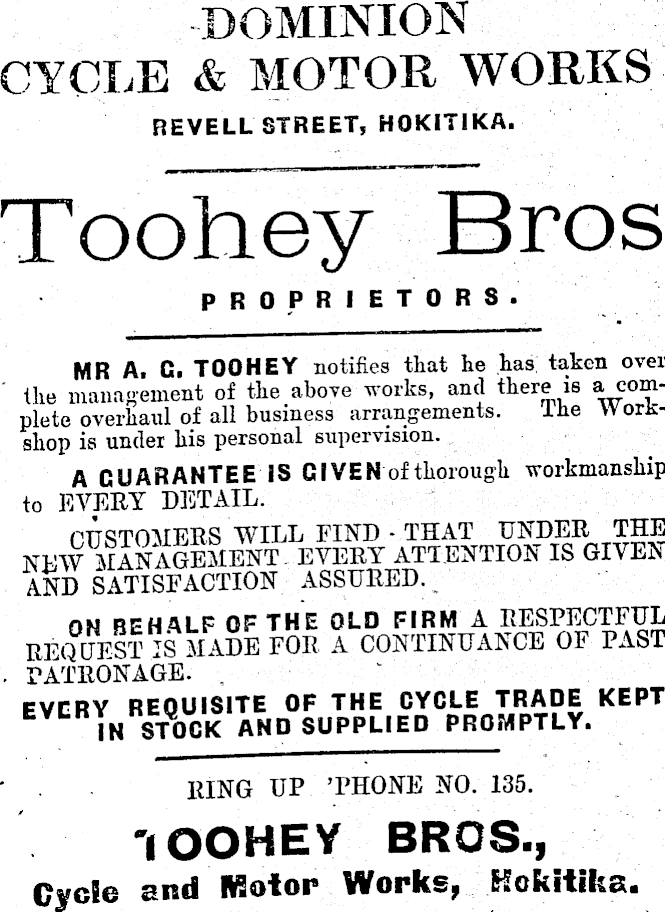 DOMINION
CYCLE & MOTOR WORKS
REVELL STREET, HOKITIKA.
Toohey Bros
PROPRIETORS.
MR A. G. TOOHEY notifies that he has taken over
the management of the above works, and there is a com-
plete overhaul of all business arrangements. The Work-
shop is under his personal supervision.
A GUARANTEE IS GIVEN of thorough workmanship
to EVERY DETAIL.
CUSTOMERS WILL FIND THAT UNDER THE
NEW MANAGEMENT EVERY ATTENTION IS GIVEN
AND SATISFACTION ASSURED.
ON BEHALF OF THE OLD FIRM A RESPECTFUL
REQUEST IS MADE FOR A CONTINUANCE OF PAST
PATRONAGE.
EVERY REQUISITE OF THE CYCLE TRADE KEPT
IN STOCK AND SUPPLIED PROMPTLY.
RING UP 'PHONE NO. 135.
TOOHEY BROS.,
Cycle and Motor Works, Hokitika.